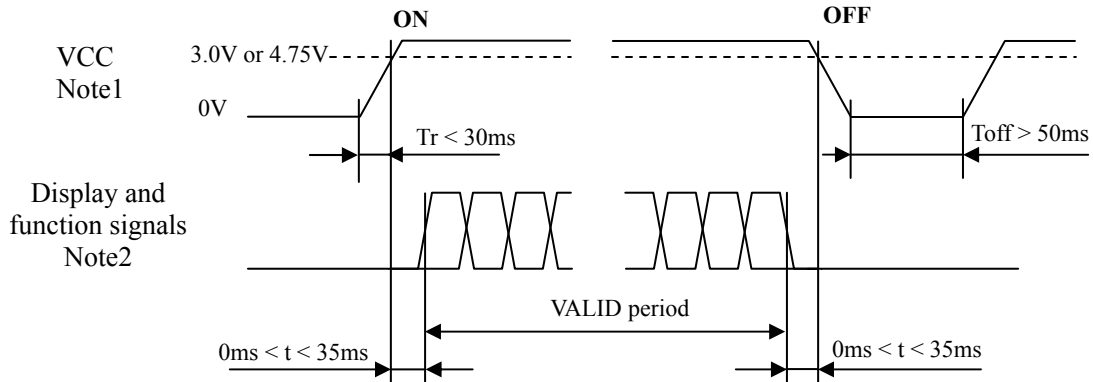 ON
OFF
VCC
Note1
3.0V or 4.75V
0V
Tr < 30ms
Toff > 50ms
Display and
function signals
Note2
VALID period
0ms < t < 35ms
0ms < t < 35ms